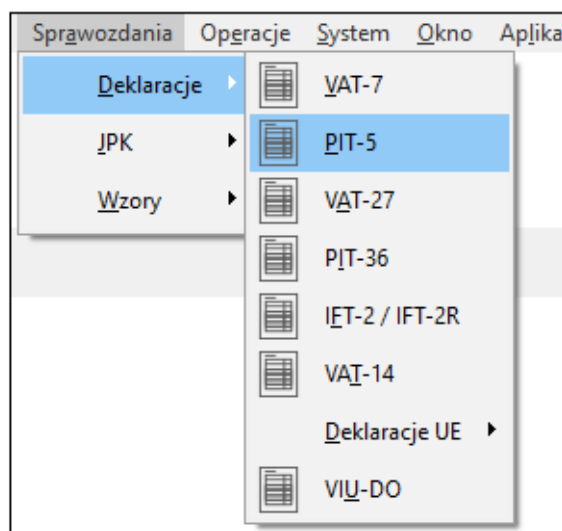 Sprawozdania Operacje System Okno Aplika
Deklaracje
JPK
Wzory
VAT-7
PIT-5
VAT-27
PIT-36
IFT-2 / IFT-2R
VAT-14
Deklaracje UE
VIU-DO